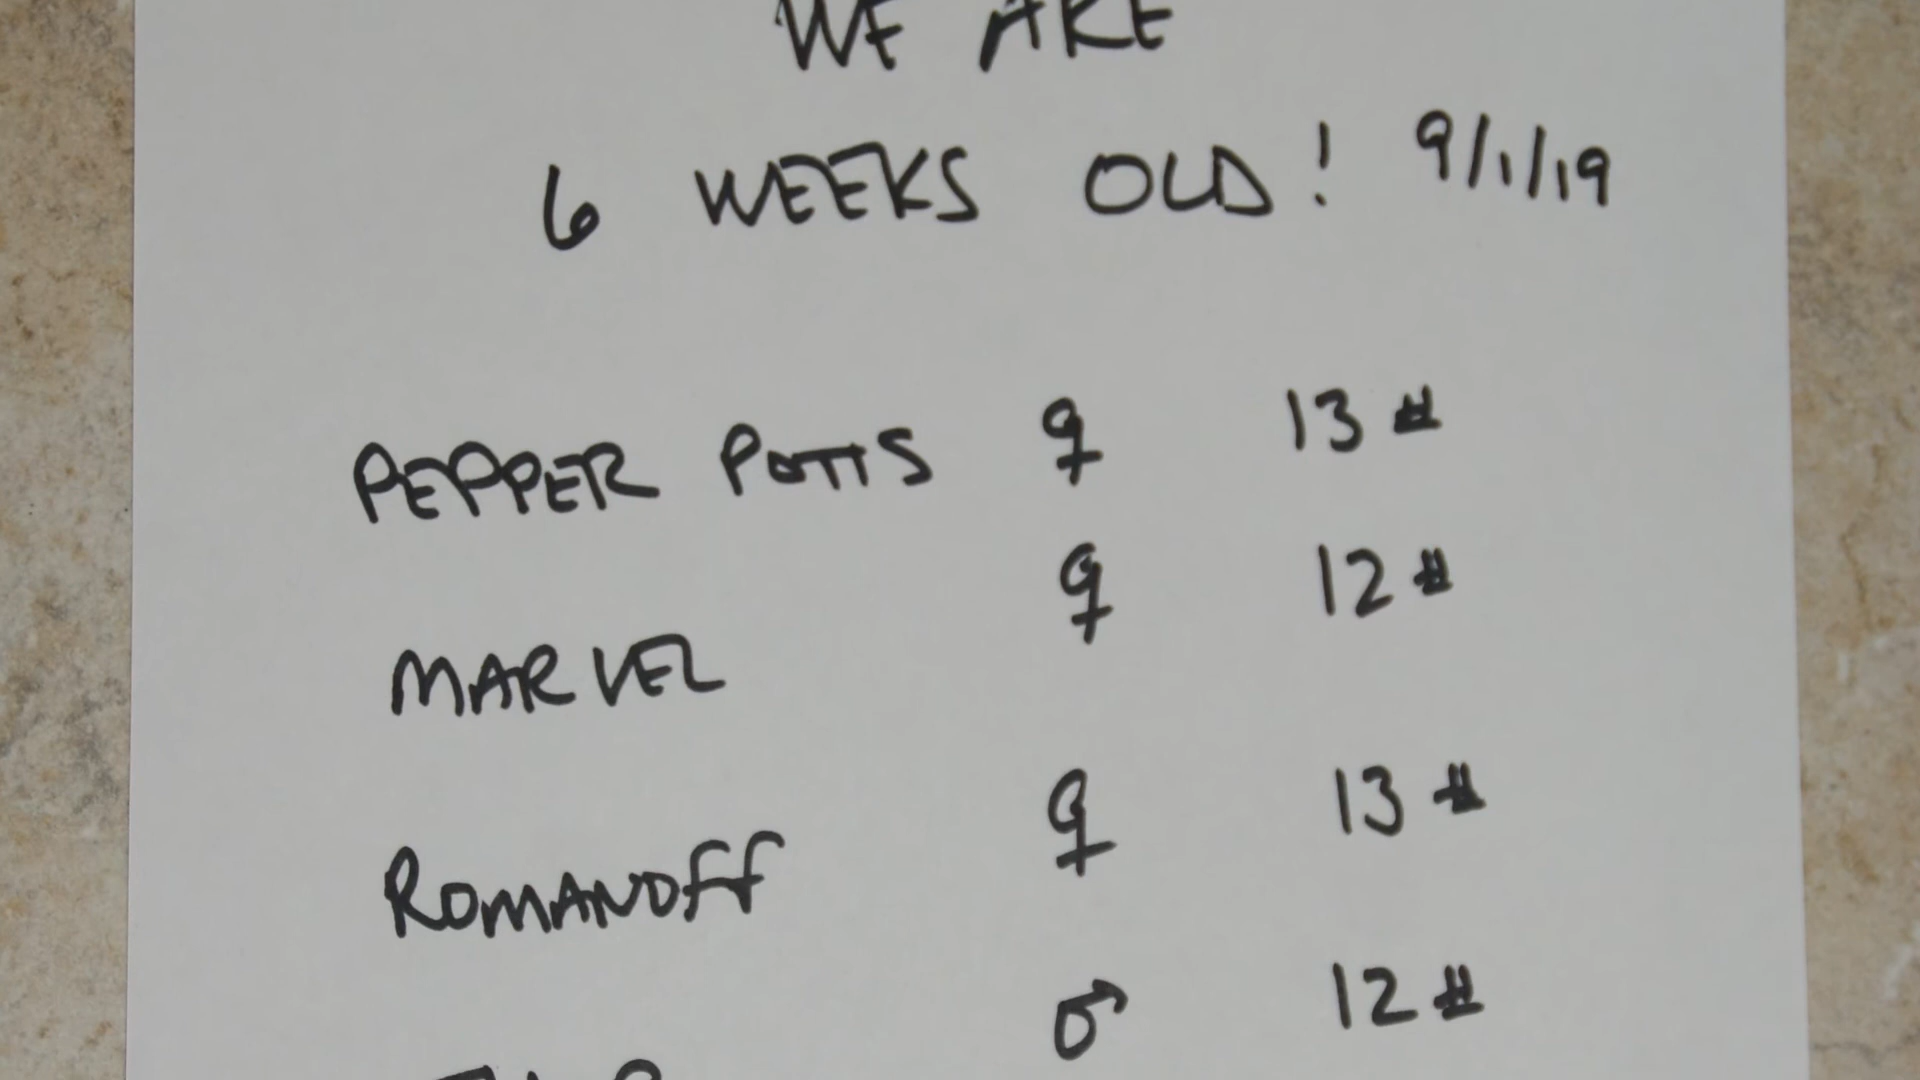 WE ARE
6 WEEKS OLD! 9/1/19
PEPPER POTTS ♀ 13 #
MARVEL ♀ 12 #
ROMANOFF ♀ 13 #
♂ 12 #